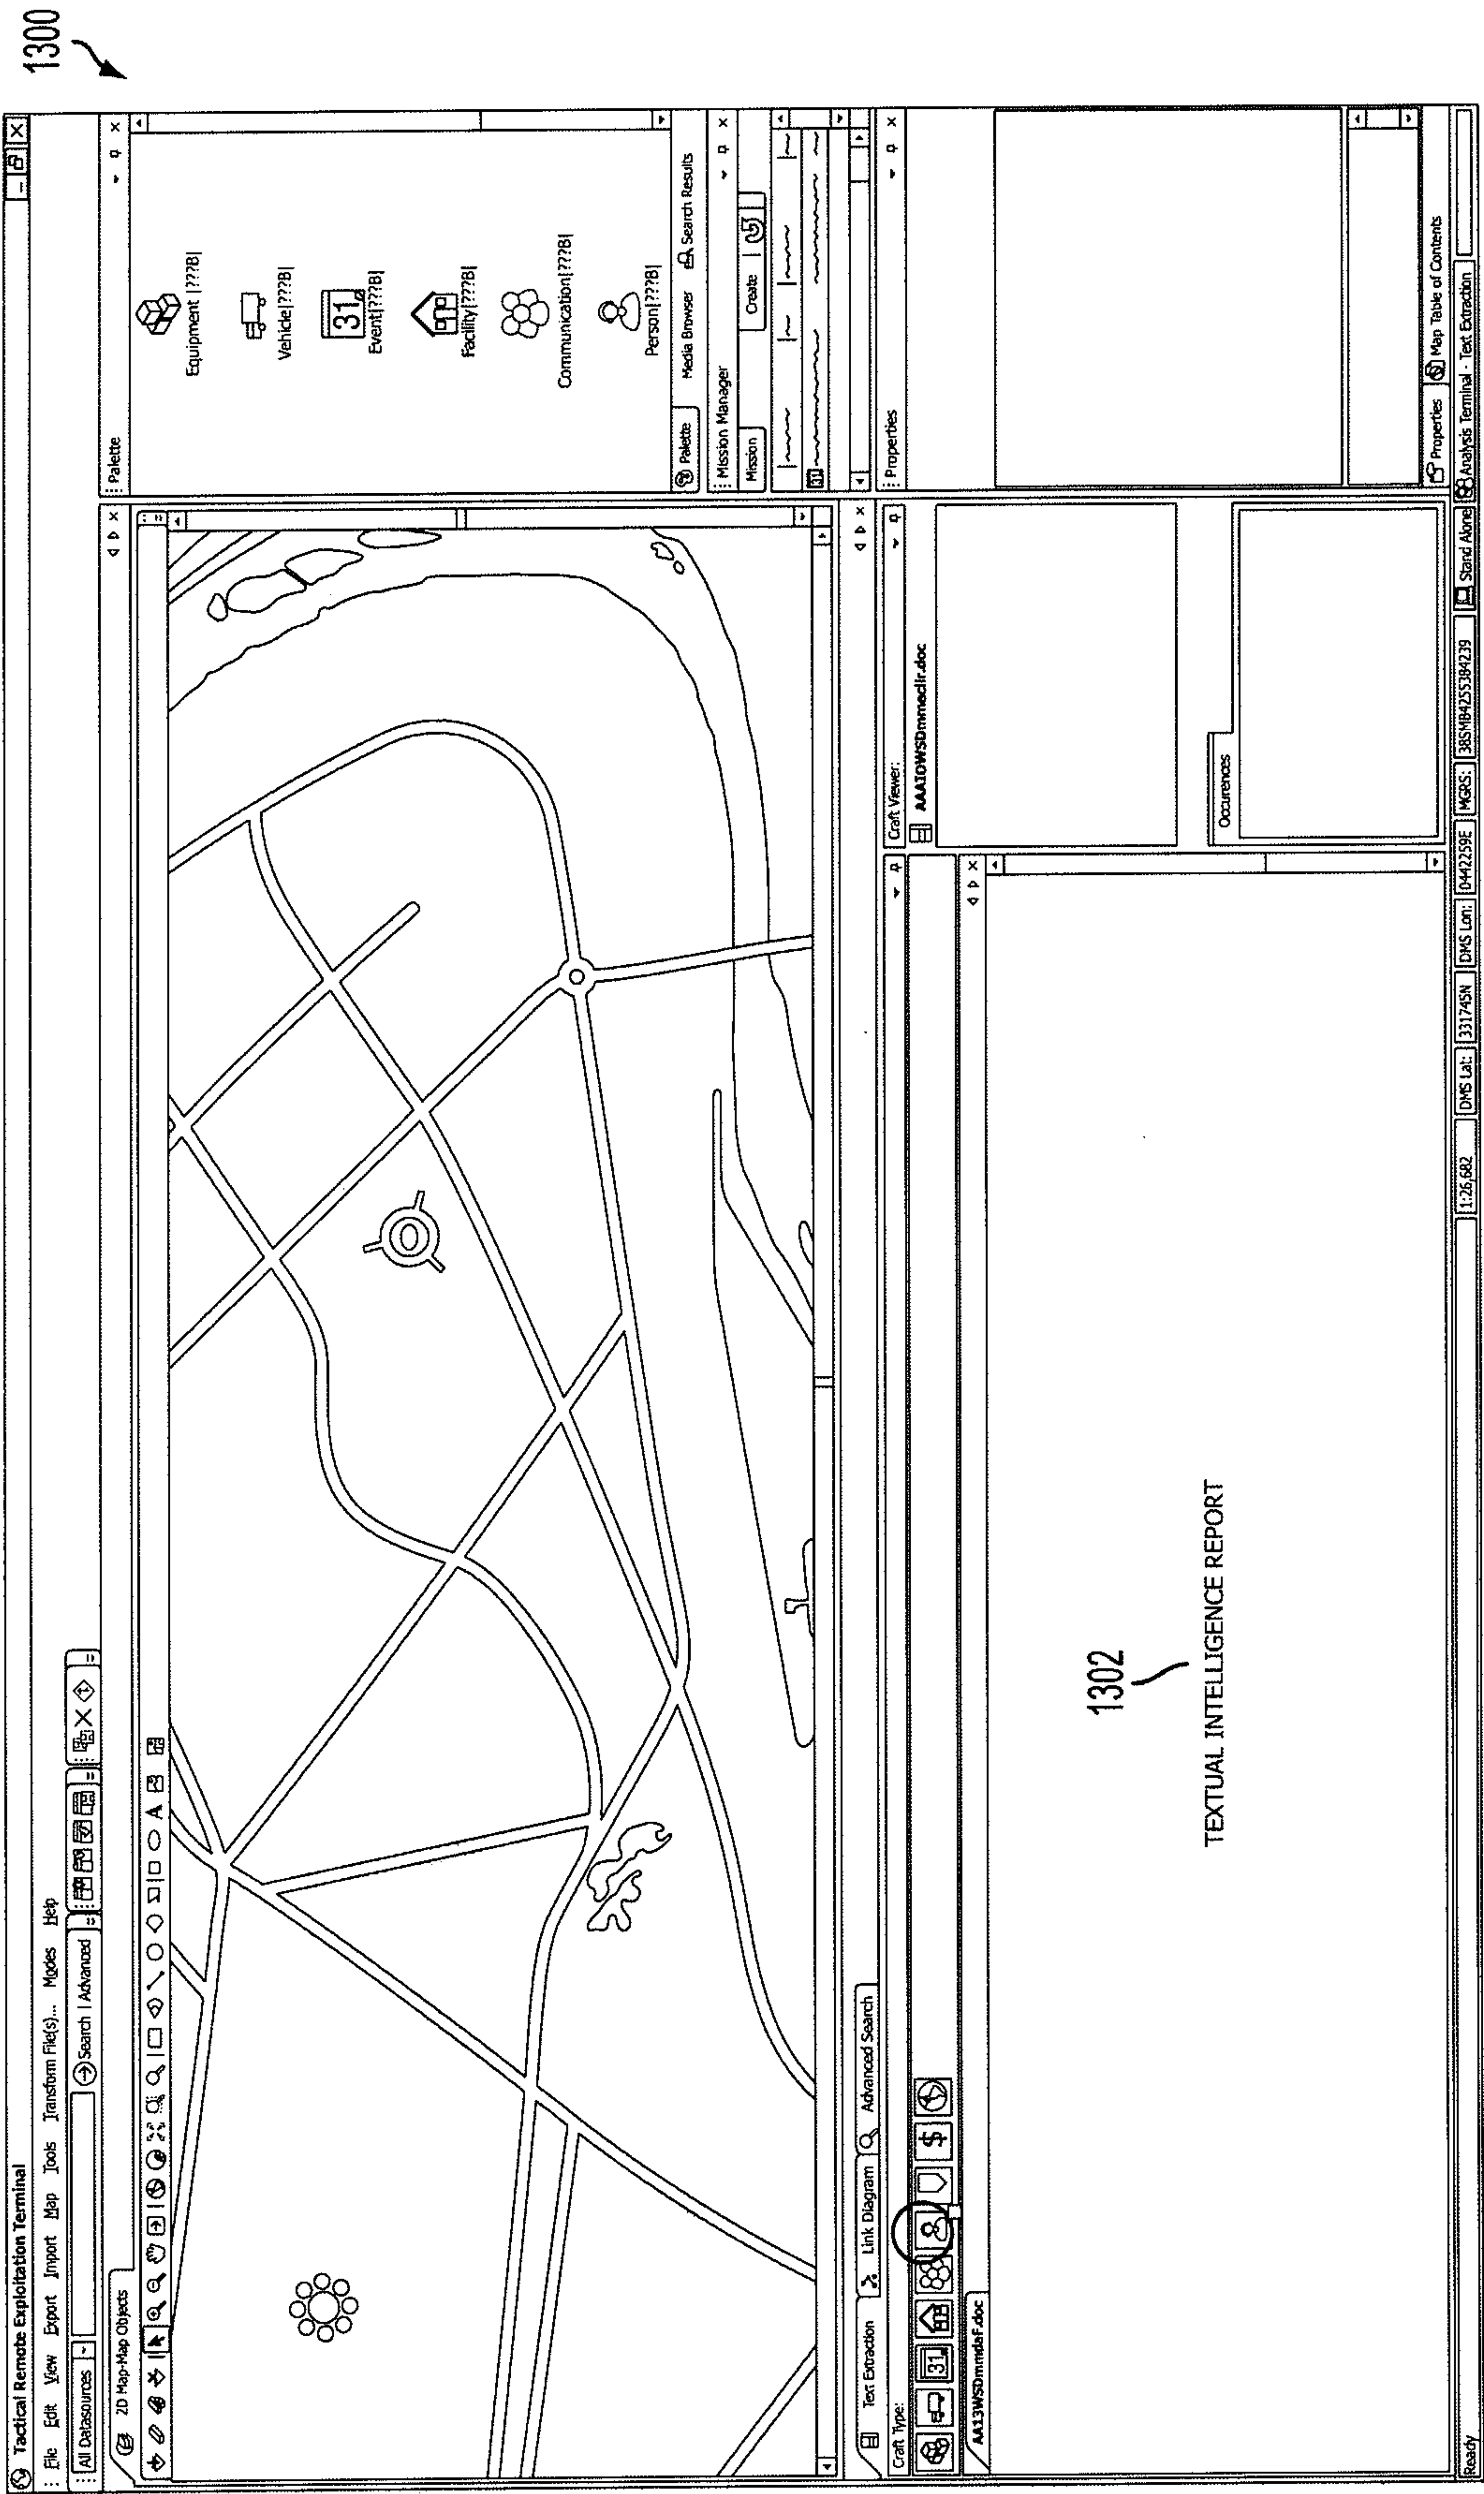 1300
Tactical Remote Exploitation Terminal
File Edit View Export Import Map Tools Transform File(s)... Modes Help
All Datasources
Search | Advanced
2D Map-Map Objects
A
Palette
Equipment |???B|
Vehicle|???B|
31
Event|???B|
Facility|???B|
Communication|???B|
Person|???B|
Palette Media Browser Search Results
Mission Manager
Mission Create
31
Text Extraction Link Diagram Advanced Search
Craft Type:
31 $
AA13WSDmmdaF.doc
1302
TEXTUAL INTELLIGENCE REPORT
Craft Viewer:
AAAIOWSDmmaclir.doc
Occurences
Properties
Properties Map Table of Contents
Ready 1:26,682 DMS Lat: 331745N DMS Lon: 0442259E MGRS: 38SMB4255384239 Stand Alone Analysis Terminal - Text Extraction